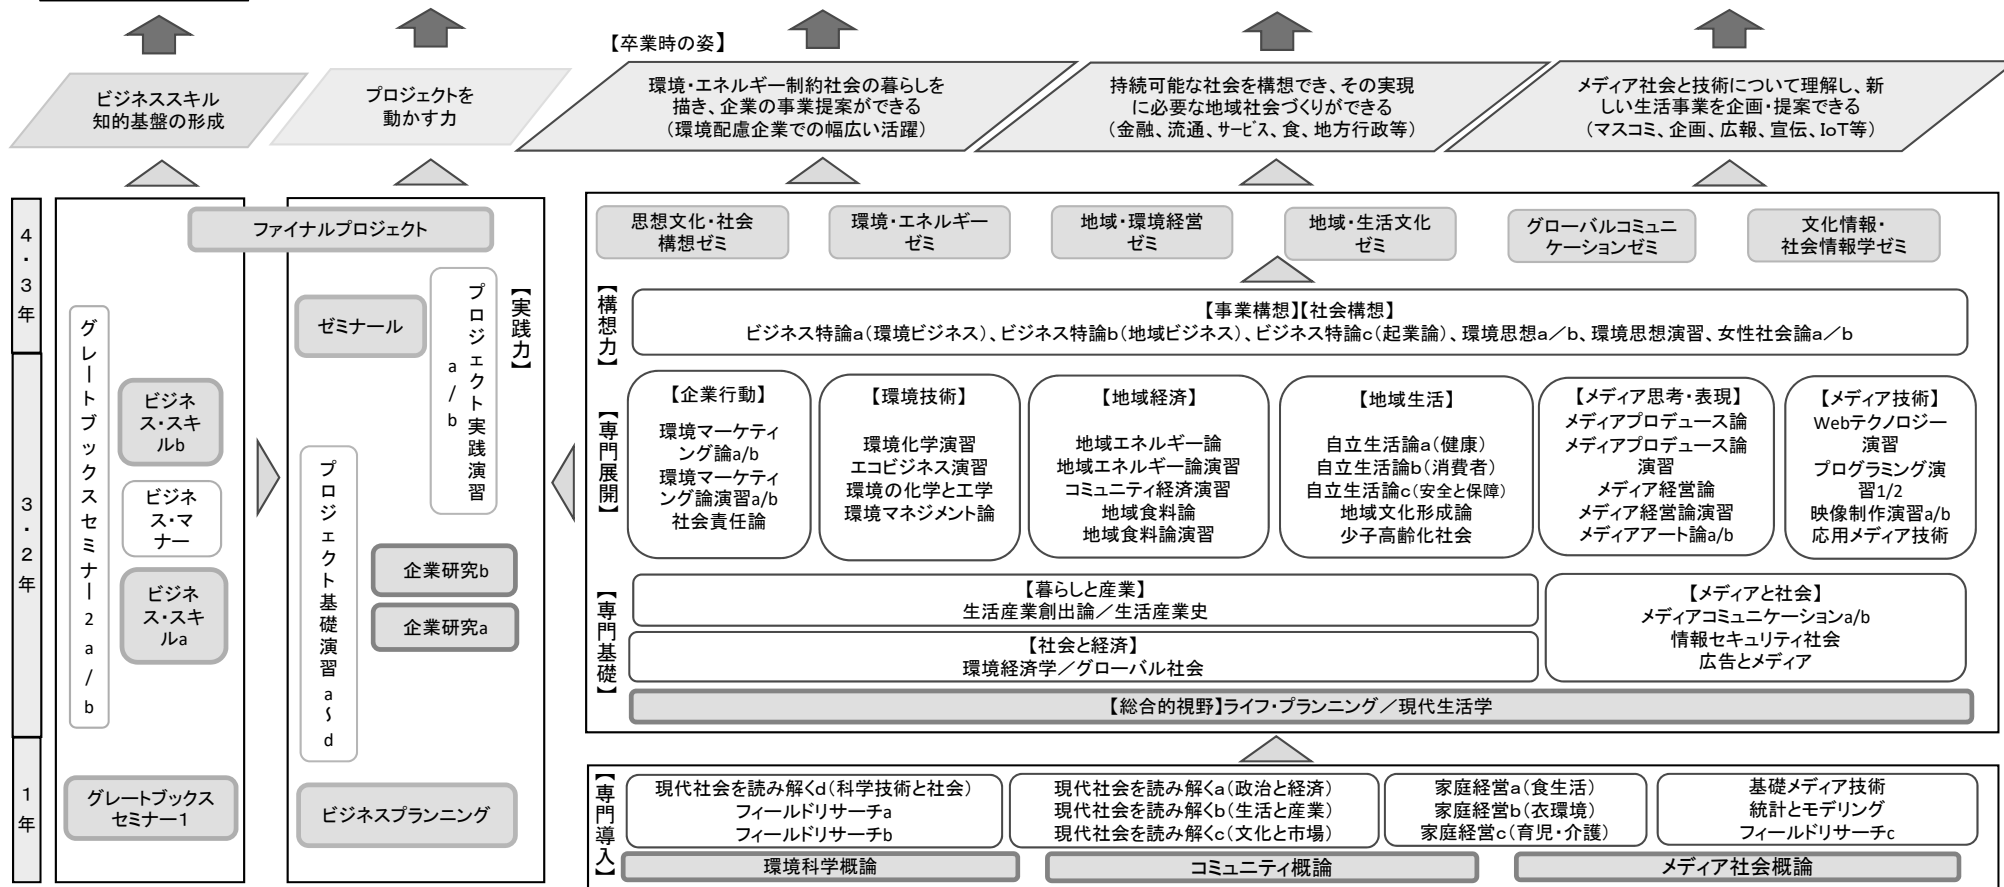 【卒業時の姿】
ビジネススキル
知的基盤の形成
プロジェクトを
動かす力
環境・エネルギー制約社会の暮らしを
描き、企業の事業提案ができる
（環境配慮企業での幅広い活躍）
持続可能な社会を構想でき、その実現
に必要な地域社会づくりができる
（金融、流通、サービス、食、地方行政等）
メディア社会と技術について理解し、新
しい生活事業を企画・提案できる
（マスコミ、企画、広報、宣伝、IoT等）
4・3年
3・2年
1年
ファイナルプロジェクト
グレートブックスセミナー2a/b
ビジネ
ス・スキ
ルb
ビジネ
ス・マ
ナー
ビジネ
ス・スキ
ルa
グレートブックス
セミナー1
ゼミナール
プロジェクト実践演習
a/b
【実践力】
プロジェクト基礎演習a～d
企業研究b
企業研究a
ビジネスプランニング
思想文化・社会
構想ゼミ
環境・エネルギー
ゼミ
地域・環境経営
ゼミ
地域・生活文化
ゼミ
グローバルコミュニ
ケーションゼミ
文化情報・
社会情報学ゼミ
【構想力】
【事業構想】【社会構想】
ビジネス特論a（環境ビジネス）、ビジネス特論b（地域ビジネス）、ビジネス特論c（起業論）、環境思想a／b、環境思想演習、女性社会論a／b
【専門展開】
【企業行動】
環境マーケティ
ング論a/b
環境マーケティ
ング論演習a/b
社会責任論
【環境技術】
環境化学演習
エコビジネス演習
環境の化学と工学
環境マネジメント論
【地域経済】
地域エネルギー論
地域エネルギー論演習
コミュニティ経済演習
地域食料論
地域食料論演習
【地域生活】
自立生活論a（健康）
自立生活論b（消費者）
自立生活論c（安全と保障）
地域文化形成論
少子高齢化社会
【メディア思考・表現】
メディアプロデュース論
メディアプロデュース論
演習
メディア経営論
メディア経営論演習
メディアアート論a/b
【メディア技術】
Webテクノロジー
演習
プログラミング演
習1/2
映像制作演習a/b
応用メディア技術
【専門基礎】
【暮らしと産業】
生活産業創出論／生活産業史
【社会と経済】
環境経済学／グローバル社会
【メディアと社会】
メディアコミュニケーションa/b
情報セキュリティ社会
広告とメディア
【総合的視野】ライフ・プランニング／現代生活学
【専門導入】
現代社会を読み解くd（科学技術と社会）
フィールドリサーチa
フィールドリサーチb
現代社会を読み解くa（政治と経済）
現代社会を読み解くb（生活と産業）
現代社会を読み解くc（文化と市場）
家庭経営a（食生活）
家庭経営b（衣環境）
家庭経営c（育児・介護）
基礎メディア技術
統計とモデリング
フィールドリサーチc
環境科学概論
コミュニティ概論
メディア社会概論